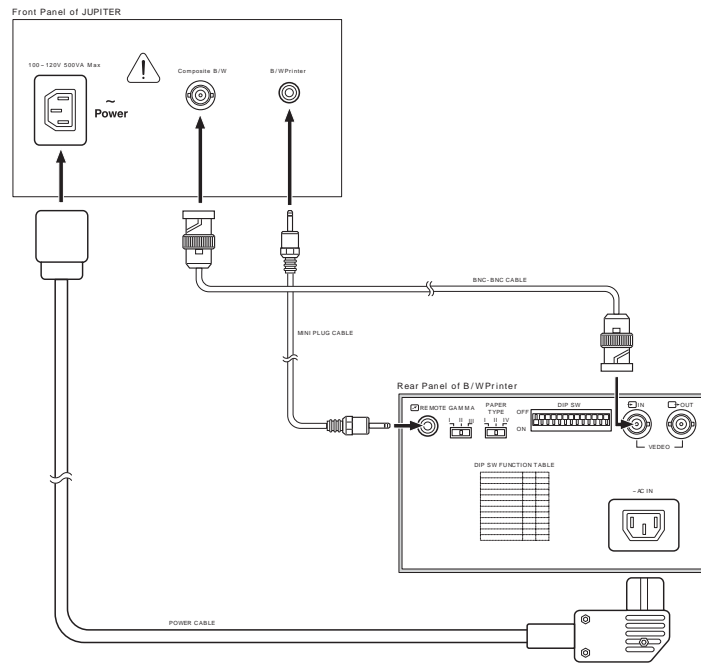 Front Panel of JUPITER
100~120V 500VA Max
Composite B/W
B/WPrinter
~
Power
BNC-BNC CABLE
MINI PLUG CABLE
Rear Panel of B/WPrinter
REMOTE GAMMA
I II III
PAPER
TYPE
I II IV
DIP SW
OFF
ON
IN
OUT
VEDEO
DIP SW FUNCTION TABLE
~AC IN
POWER CABLE